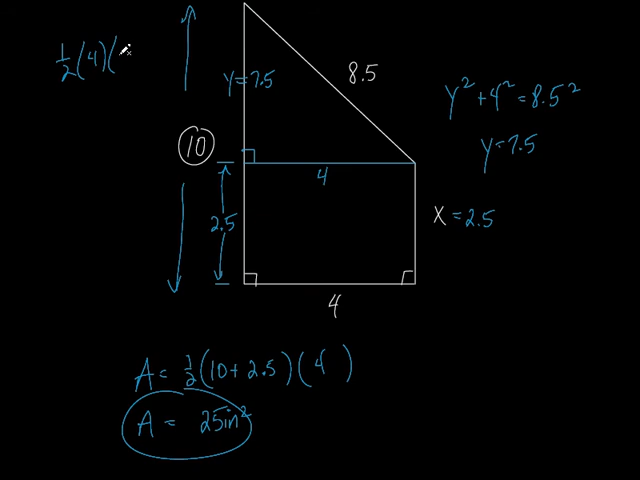 1/2 (4)(
y=7.5
8.5
y²+4²=8.5²
y=7.5
10
4
2.5
x = 2.5
4
A = 1/2 (10+2.5)(4)
A = 25in²